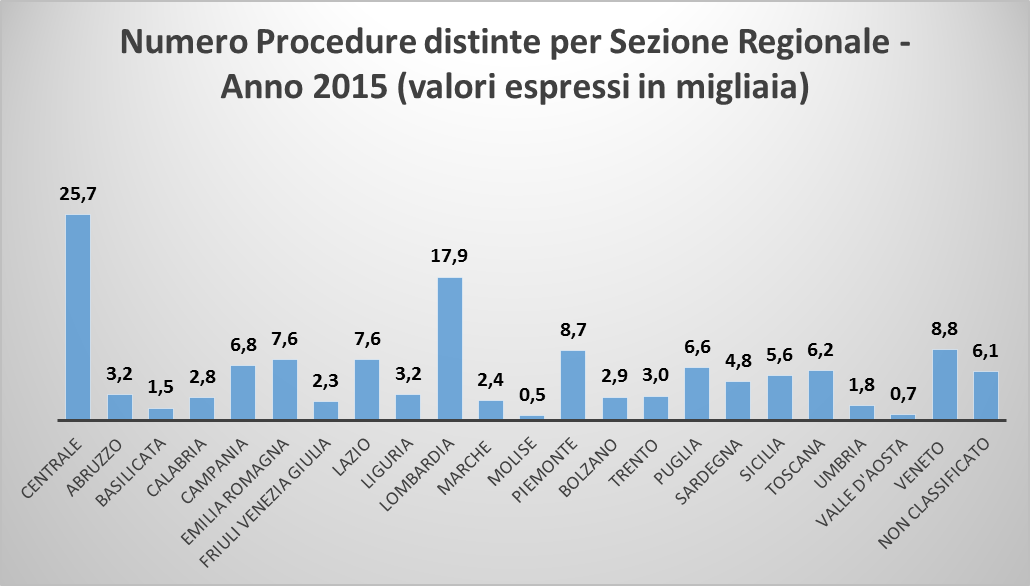 Numero Procedure distinte per Sezione Regionale -
Anno 2015 (valori espressi in migliaia)
25,7
3,2
1,5
2,8
6,8
7,6
2,3
7,6
3,2
17,9
2,4
0,5
8,7
2,9
3,0
6,6
4,8
5,6
6,2
1,8
0,7
8,8
6,1
CENTRALE
ABRUZZO
BASILICATA
CALABRIA
CAMPANIA
EMILIA ROMAGNA
FRIULI VENEZIA GIULIA
LAZIO
LIGURIA
LOMBARDIA
MARCHE
MOLISE
PIEMONTE
BOLZANO
TRENTO
PUGLIA
SARDEGNA
SICILIA
TOSCANA
UMBRIA
VALLE D'AOSTA
VENETO
NON CLASSIFICATO